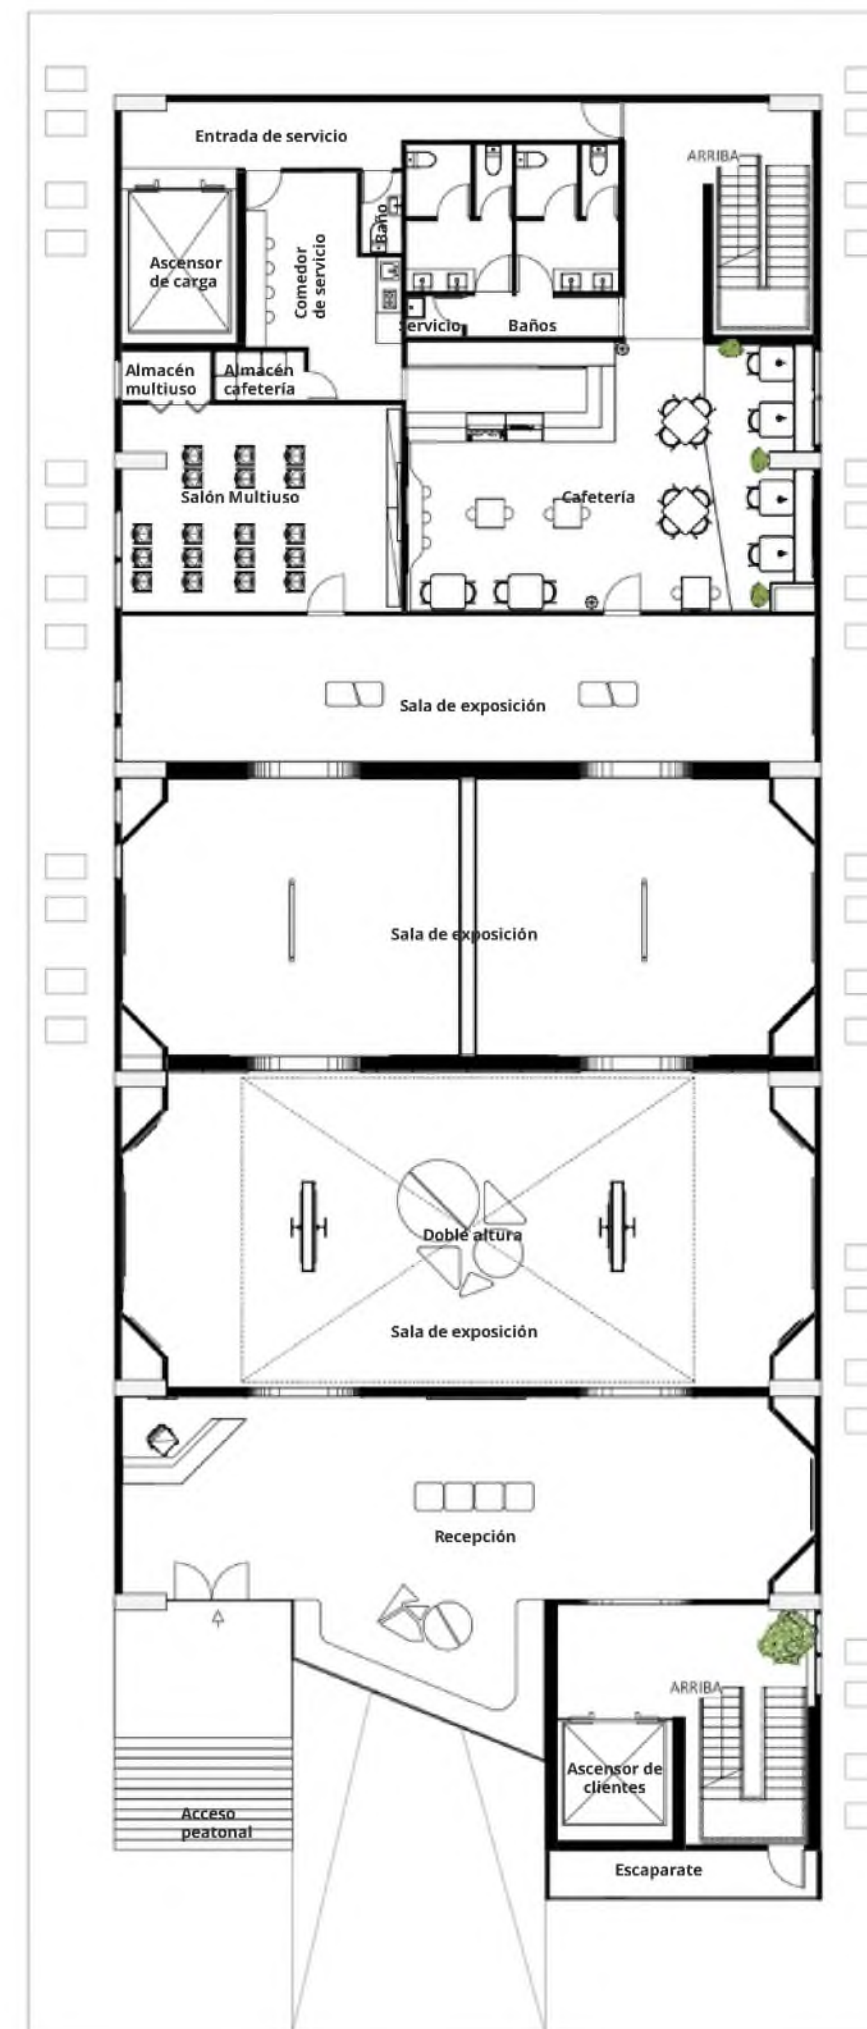 Entrada de servicio
ARRIBA
Ascensor
de carga
Comedor
de servicio
Baño
Servicio
Baños
Almacén
multiuso
Almacén
cafetería
Salón Multiuso
Cafetería
Sala de exposición
Sala de exposición
Doble altura
Sala de exposición
Recepción
ARRIBA
Ascensor de
clientes
Acceso
peatonal
Escaparate